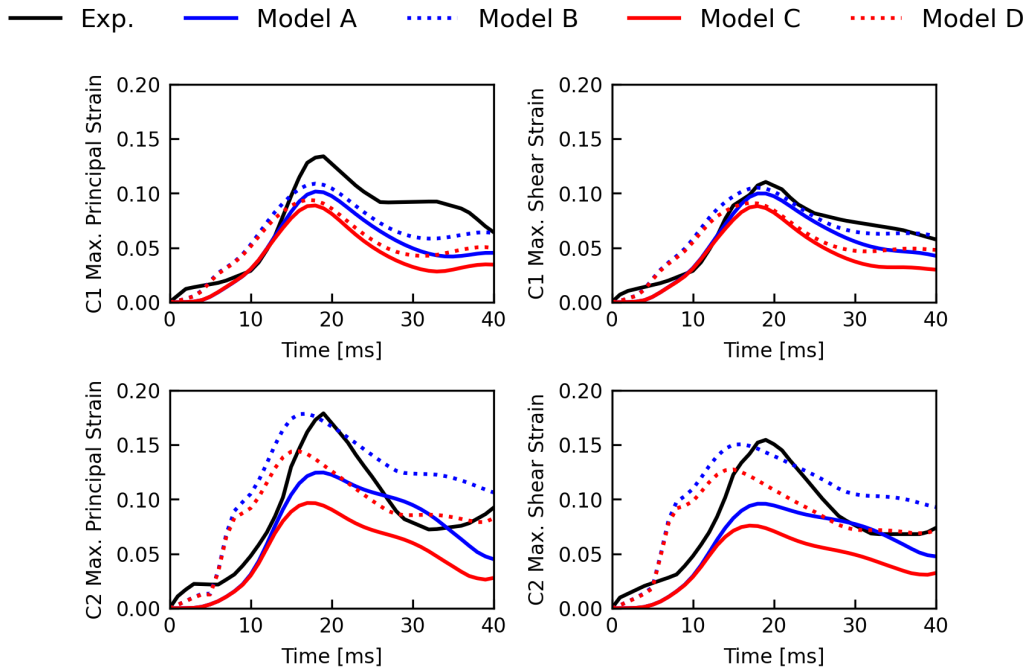 Exp. Model A Model B Model C Model D
C1 Max. Principal Strain
0.20
0.15
0.10
0.05
0.00
0 10 20 30 40
Time [ms]
C1 Max. Shear Strain
0.20
0.15
0.10
0.05
0.00
0 10 20 30 40
Time [ms]
C2 Max. Principal Strain
0.20
0.15
0.10
0.05
0.00
0 10 20 30 40
Time [ms]
C2 Max. Shear Strain
0.20
0.15
0.10
0.05
0.00
0 10 20 30 40
Time [ms]